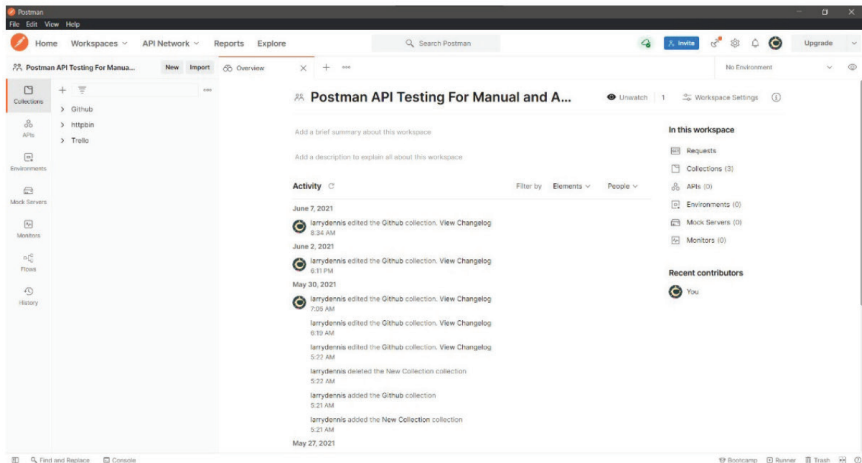 Postman
File Edit View Help
Home Workspaces API Network Reports Explore
Search Postman
Invite
Upgrade
Postman API Testing For Manua...
New Import
Overview
No Environment
Collections
APIs
Environments
Mock Servers
Monitors
Flows
History
Github
httpbin
Trello
Postman API Testing For Manual and A...
Unwatch 1
Workspace Settings
Add a brief summary about this workspace
Add a description to explain all about this workspace
Activity
Filter by Elements People
June 7, 2021
larrydennis edited the Github collection. View Changelog
8:34 AM
June 2, 2021
larrydennis edited the Github collection. View Changelog
6:11 PM
May 30, 2021
larrydennis edited the Github collection. View Changelog
7:09 AM
larrydennis edited the Github collection. View Changelog
6:19 AM
larrydennis edited the Github collection. View Changelog
5:22 AM
larrydennis deleted the New Collection collection
5:22 AM
larrydennis added the Github collection
5:21 AM
larrydennis added the New Collection collection
5:21 AM
May 27, 2021
In this workspace
Requests
Collections (3)
APIs (0)
Environments (0)
Mock Servers (0)
Monitors (0)
Recent contributors
You
Find and Replace Console
Bootcamp Runner Trash